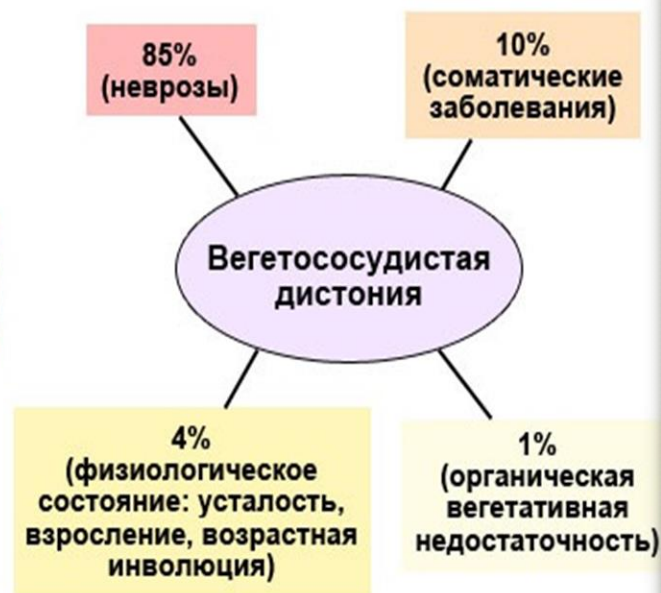 85%
(неврозы)
10%
(соматические
заболевания)
Вегетососудистая
дистония
4%
(физиологическое
состояние: усталость,
взросление, возрастная
инволюция)
1%
(органическая
вегетативная
недостаточность)